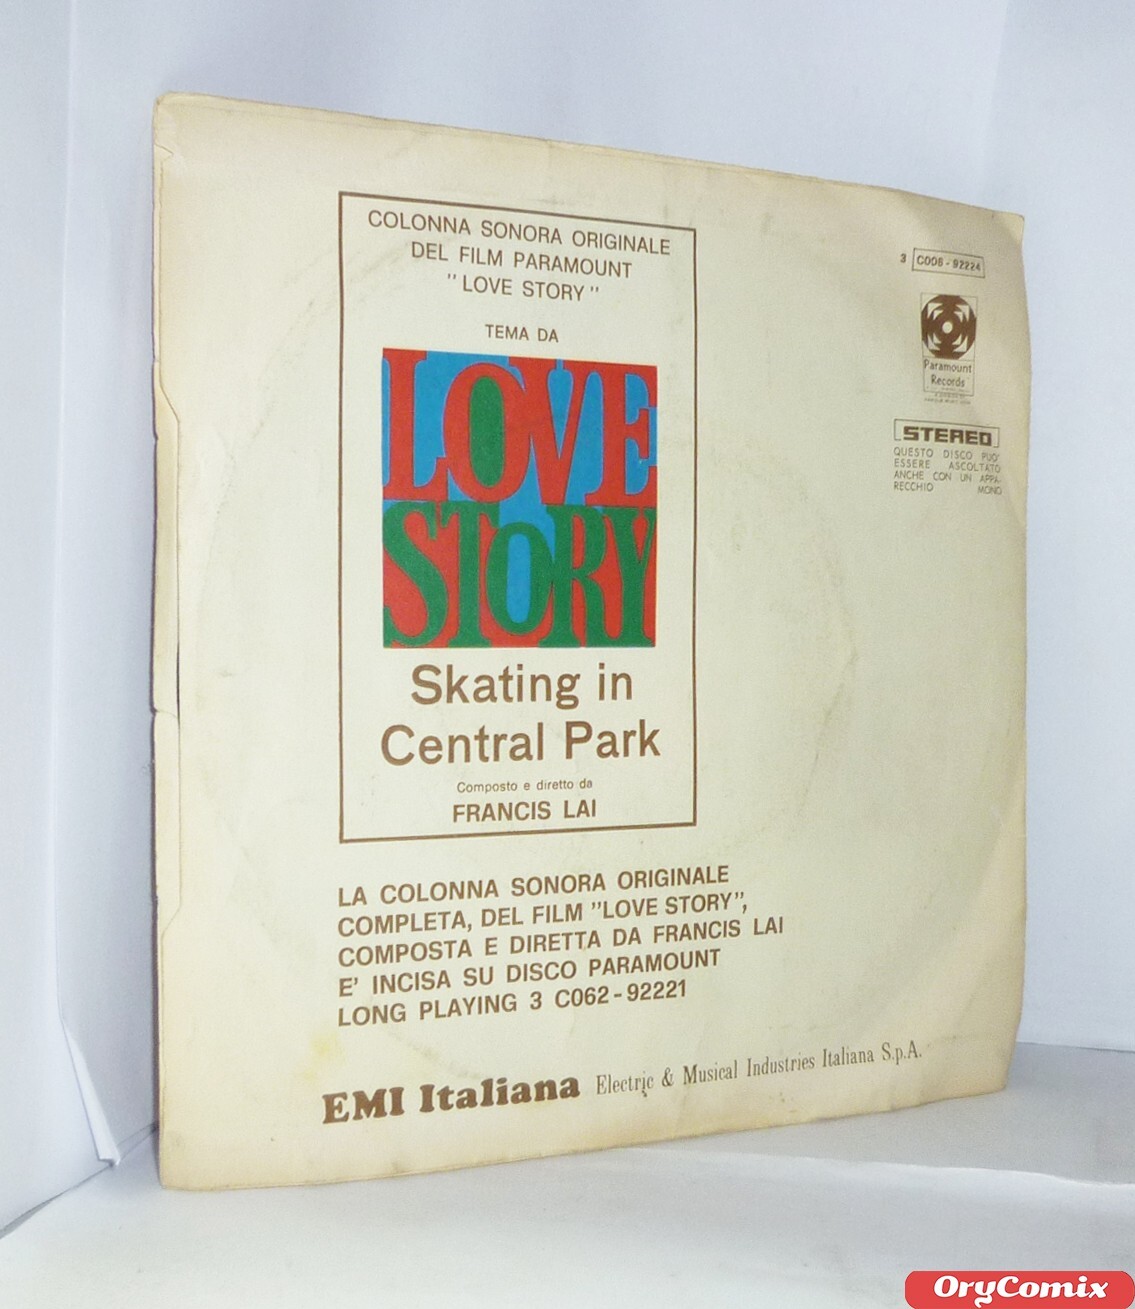 COLONNA SONORA ORIGINALE
DEL FILM PARAMOUNT
"LOVE STORY"
TEMA DA
LOVE
STORY
Skating in
Central Park
Composto e diretto da
FRANCIS LAI
3 C006-92224
Paramount
Records
STEREO
QUESTO DISCO PUO'
ESSERE ASCOLTATO
ANCHE CON UN APPA-
RECCHIO MONO
LA COLONNA SONORA ORIGINALE
COMPLETA, DEL FILM "LOVE STORY",
COMPOSTA E DIRETTA DA FRANCIS LAI
E' INCISA SU DISCO PARAMOUNT
LONG PLAYING 3 C062-92221
EMI Italiana Electric & Musical Industries Italiana S.p.A.
OryComix